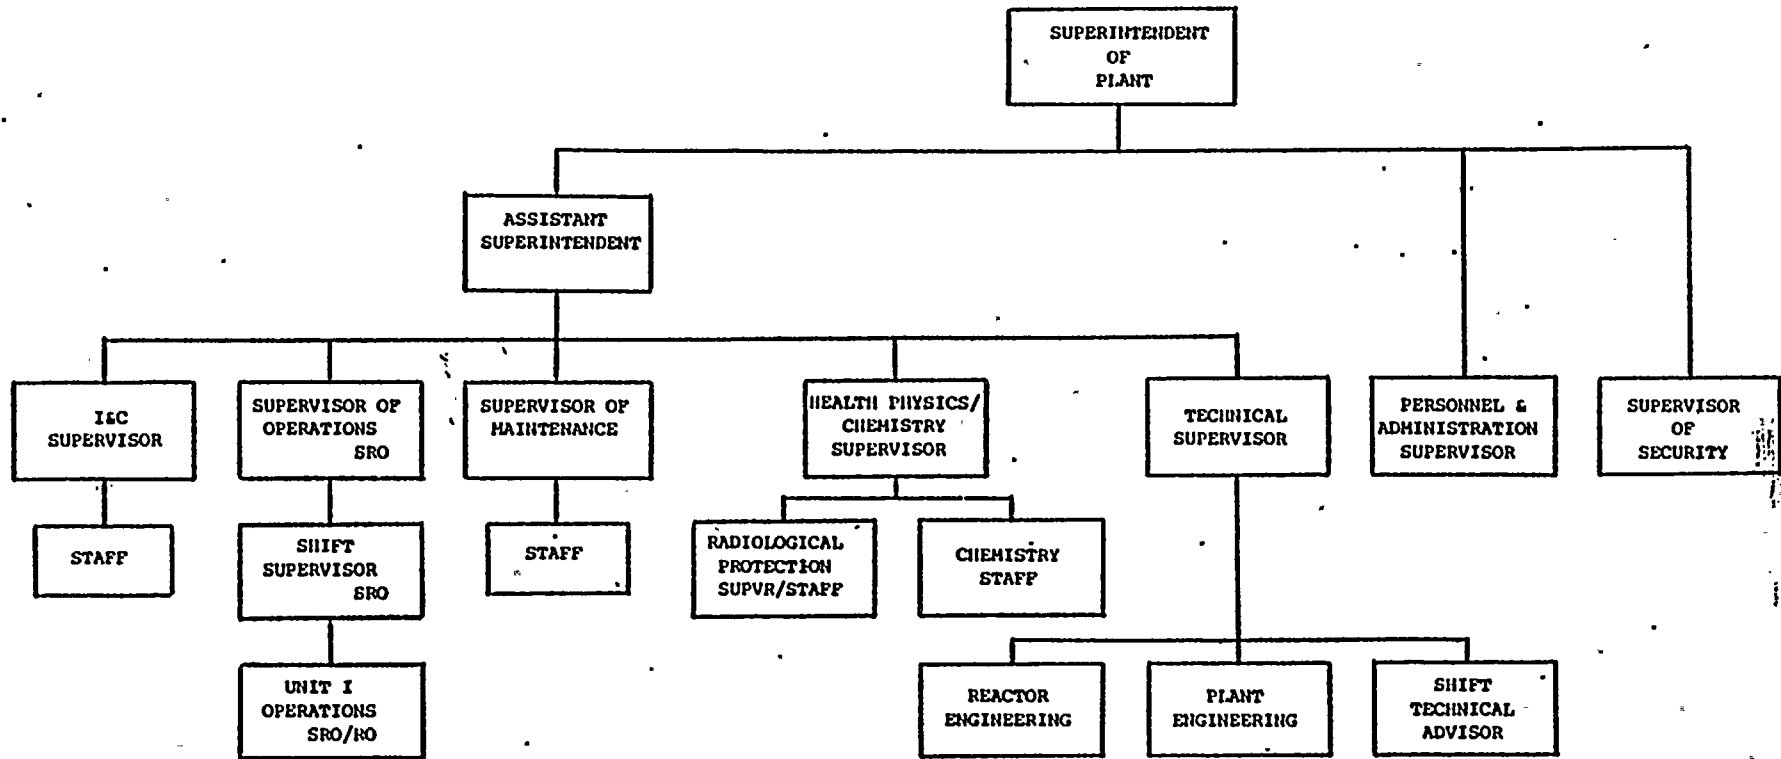 SUPERINTENDENT
OF
PLANT
ASSISTANT
SUPERINTENDENT
I&C
SUPERVISOR
SUPERVISOR OF
OPERATIONS
SRO
SUPERVISOR OF
MAINTENANCE
HEALTH PHYSICS/
CHEMISTRY
SUPERVISOR
TECHNICAL
SUPERVISOR
PERSONNEL &
ADMINISTRATION
SUPERVISOR
SUPERVISOR
OF
SECURITY
STAFF
SHIFT
SUPERVISOR
SRO
STAFF
RADIOLOGICAL
PROTECTION
SUPVR/STAFF
CHEMISTRY
STAFF
UNIT I
OPERATIONS
SRO/RO
REACTOR
ENGINEERING
PLANT
ENGINEERING
SHIFT
TECHNICAL
ADVISOR